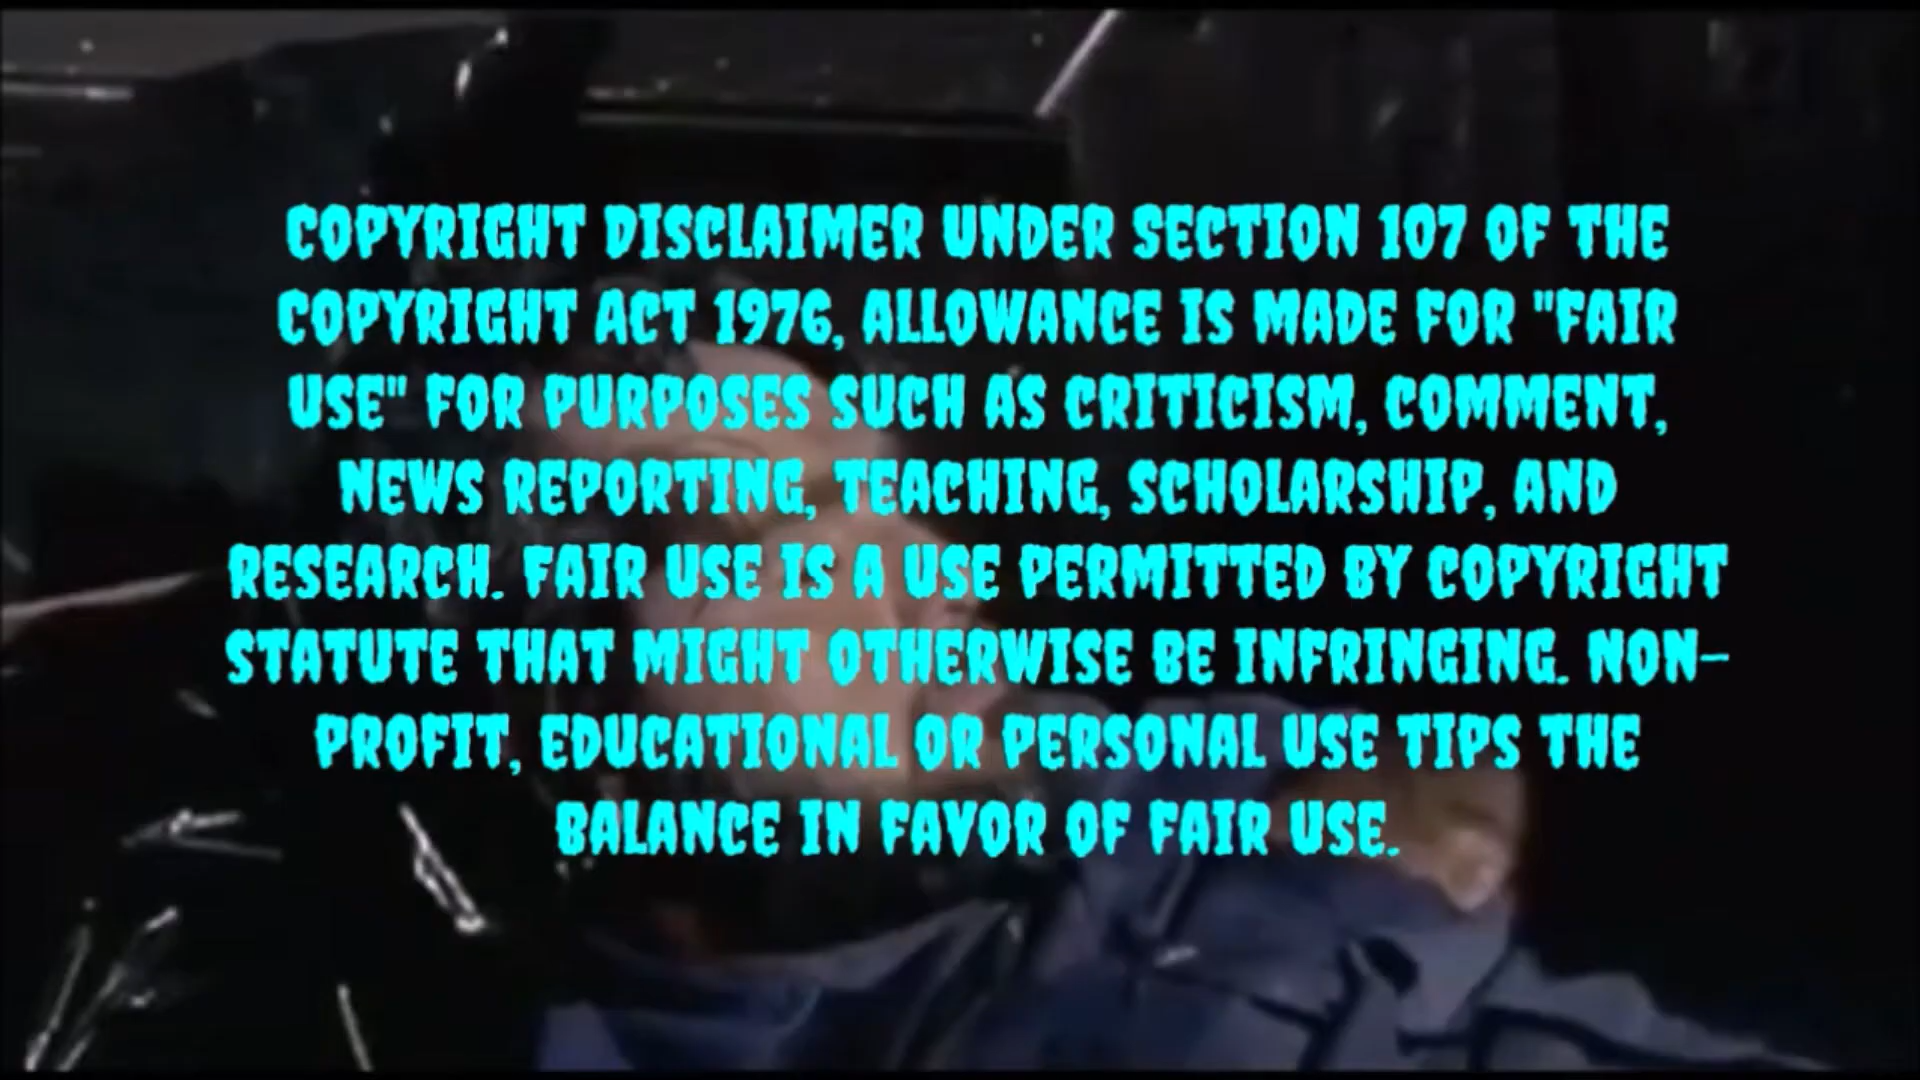 COPYRIGHT DISCLAIMER UNDER SECTION 107 OF THE
COPYRIGHT ACT 1976, ALLOWANCE IS MADE FOR "FAIR
USE" FOR PURPOSES SUCH AS CRITICISM, COMMENT,
NEWS REPORTING, TEACHING, SCHOLARSHIP, AND
RESEARCH. FAIR USE IS A USE PERMITTED BY COPYRIGHT
STATUTE THAT MIGHT OTHERWISE BE INFRINGING. NON-
PROFIT, EDUCATIONAL OR PERSONAL USE TIPS THE
BALANCE IN FAVOR OF FAIR USE.